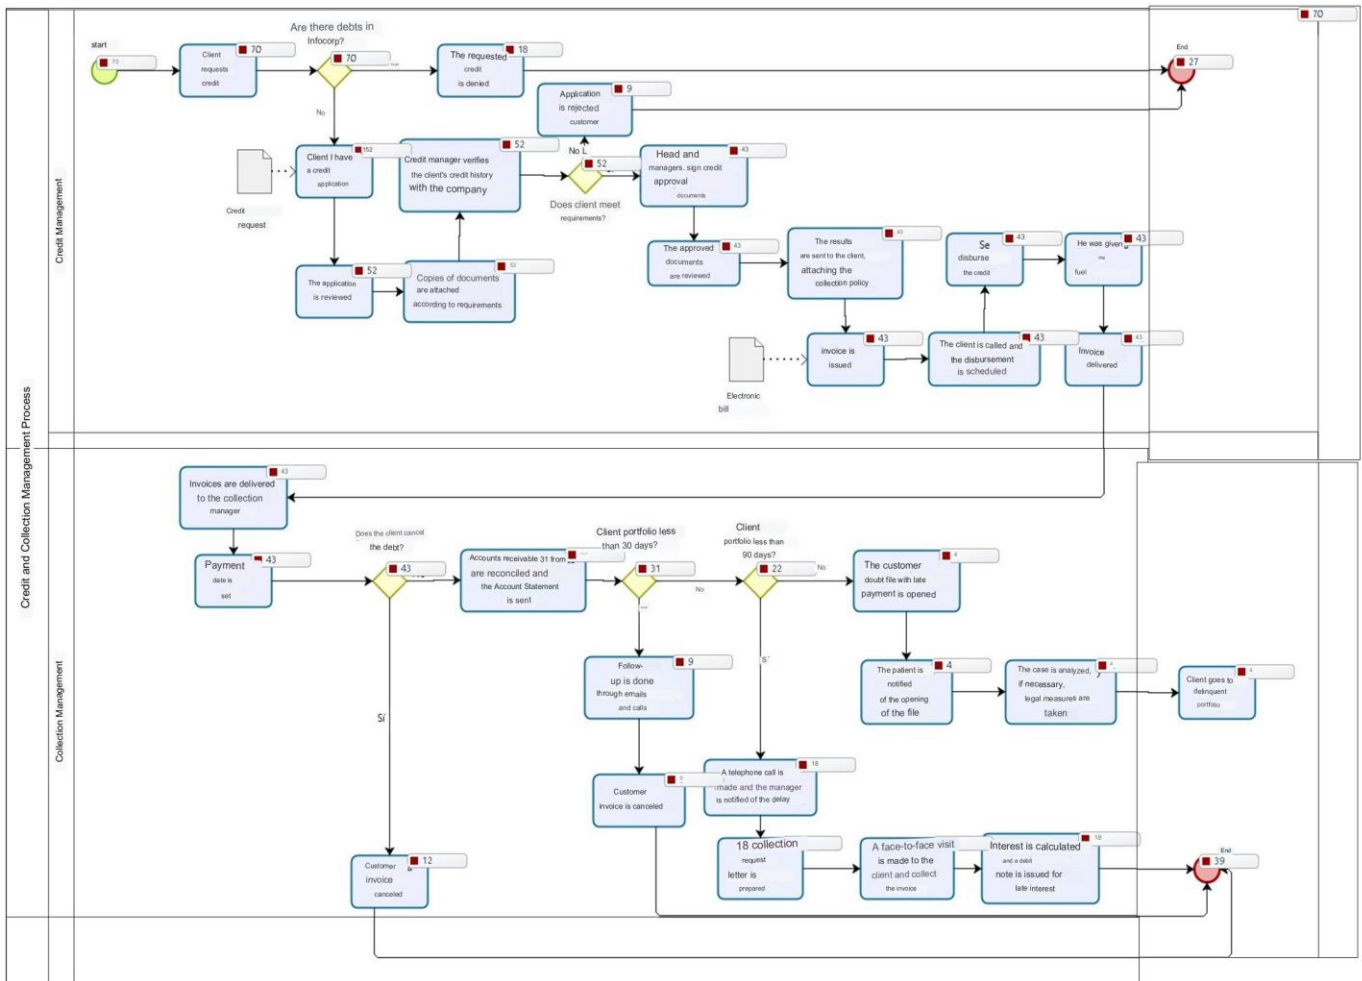 70
Are there debts in
Infocorp?
start
70
Client
requests
credit
70
70
The requested
credit
is denied
18
End
27
Application
is rejected
customer
9
No
Client I have
a credit
application
152
Credit manager verifies
the client's credit history
with the company
52
No L
52
Does client meet
requirements?
Head and
managers. sign credit
approval
documents
43
Credit
request
Credit Management
The application
is reviewed
52
Copies of documents
are attached
according to requirements
52
The approved
documents
are reviewed
43
The results
are sent to the client,
attaching the
collection policy
43
Se
disburse
the credit
43
He was given
fuel
43
Electronic
bill
invoice is
issued
43
The client is called and
the disbursement
is scheduled
43
Invoice
delivered
43
Credit and Collection Management Process
Invoices are delivered
to the collection
manager
43
Payment
date is
set
43
Does the client cancel
the debt?
43
Accounts receivable 31 from
are reconciled and
the Account Statement
is sent
Client portfolio less
than 30 days?
31
No
Client
portfolio less than
90 days?
22
No
The customer
doubt file with late
payment is opened
4
Collection Management
Sí
Follow-
up is done
through emails
and calls
9
S'
The patient is
notified
of the opening
of the file
4
The case is analyzed, y
if necessary,
legal measures are
taken
4
Client goes to
delinquent
portfolio
4
Customer
invoice is canceled
A telephone call is
made and the manager
is notified of the delay
18
Customer
invoice
canceled
12
18 collection
request
letter is
prepared
A face-to-face visit
is made to the
client and collect
the invoice
Interest is calculated
and a debit
note is issued for
late interest
18
End
39